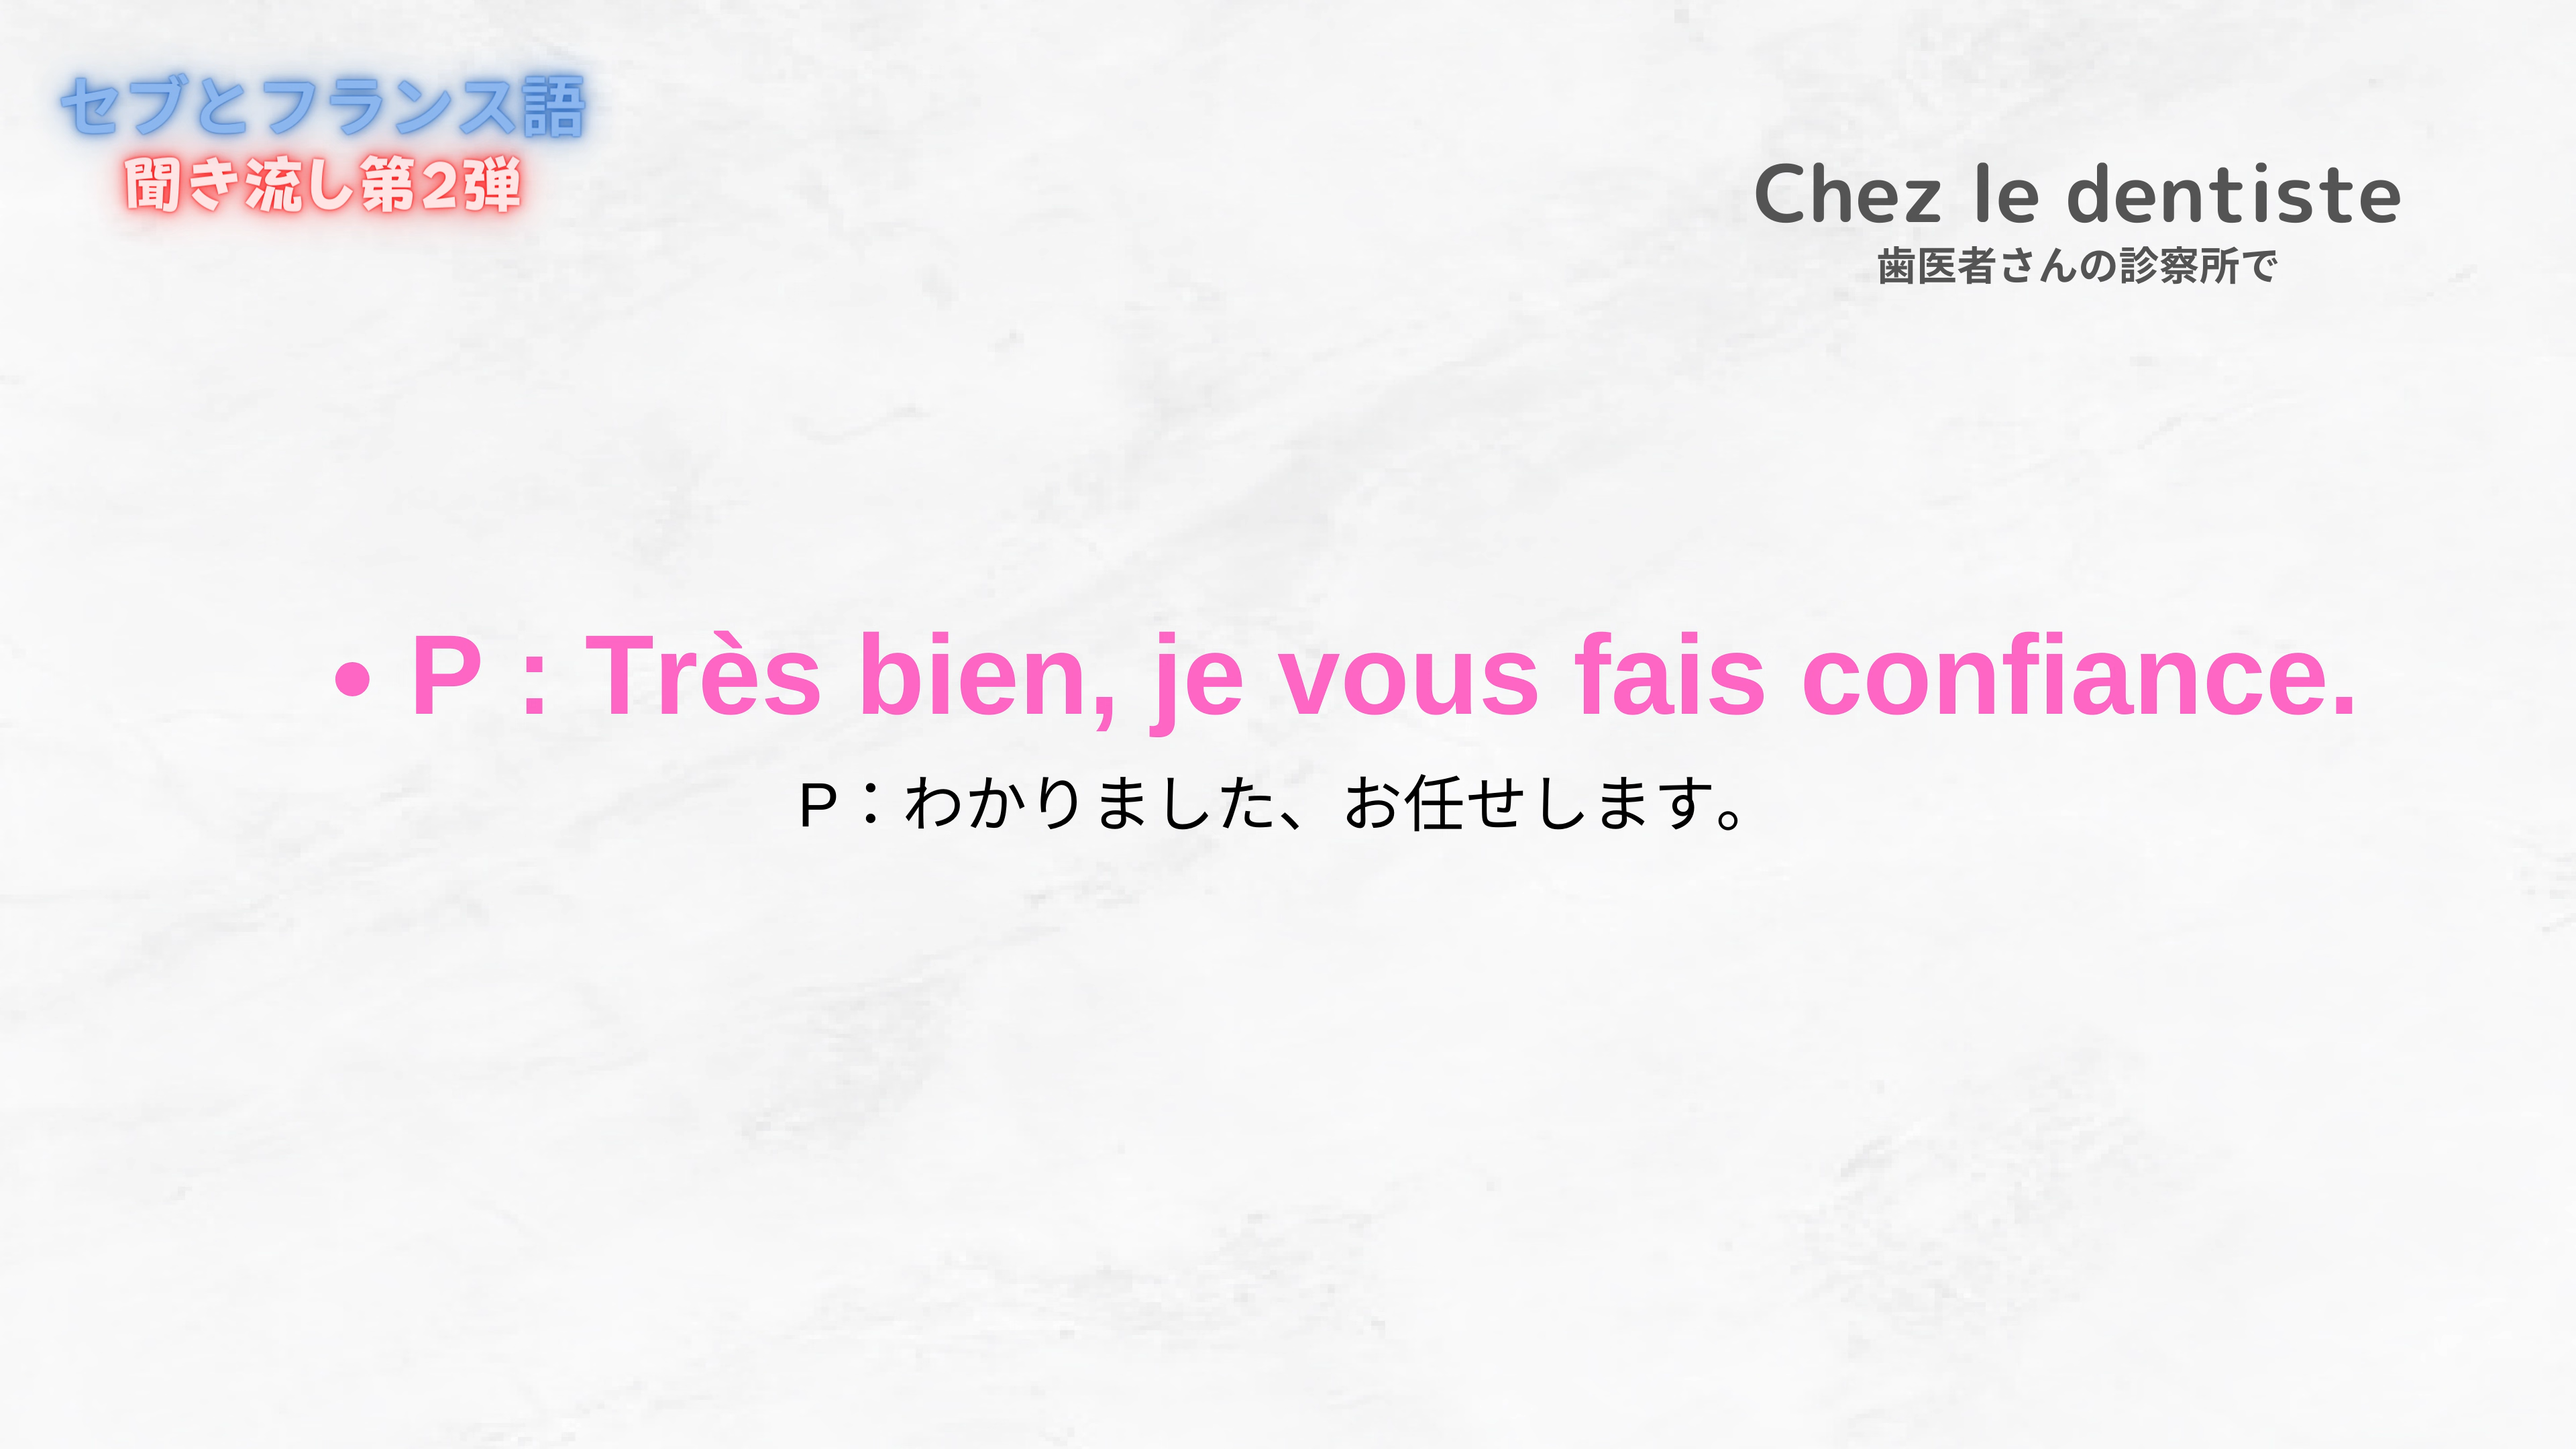 セブとフランス語
聞き流し第2弾
Chez le dentiste
歯医者さんの診察所で
• P : Très bien, je vous fais confiance.
P：わかりました、お任せします。